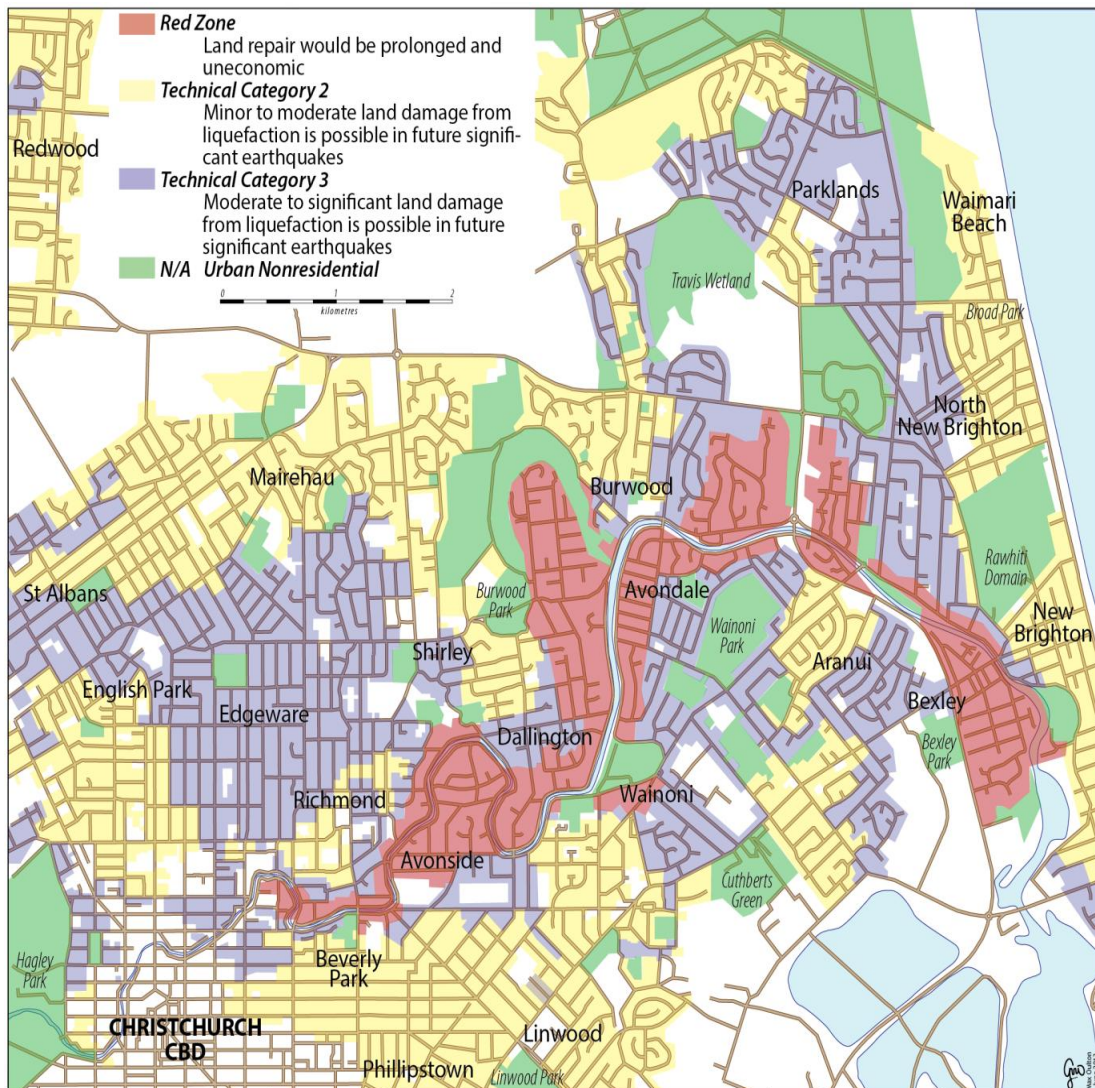 Red Zone
Land repair would be prolonged and
uneconomic
Technical Category 2
Minor to moderate land damage from
liquefaction is possible in future signifi-
cant earthquakes
Technical Category 3
Moderate to significant land damage
from liquefaction is possible in future
significant earthquakes
N/A Urban Nonresidential
0 1 2
kilometres
Redwood
Parklands
Waimari
Beach
Travis Wetland
Broad Park
North
New Brighton
Mairehau
Burwood
Rawhiti
Domain
St Albans
Burwood
Park
Avondale
Wainoni
Park
New
Brighton
Shirley
Aranui
English Park
Edgeware
Bexley
Dallington
Bexley
Park
Richmond
Wainoni
Avonside
Cuthberts
Green
Hagley
Park
Beverly
Park
CHRISTCHURCH
CBD
Linwood
Phillipstown
Linwood Park
Max Oulton